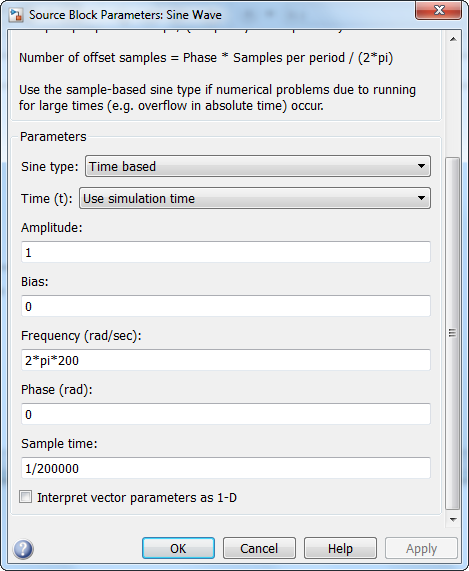 Source Block Parameters: Sine Wave
Number of offset samples = Phase * Samples per period / (2*pi)
Use the sample-based sine type if numerical problems due to running
for large times (e.g. overflow in absolute time) occur.
Parameters
Sine type: Time based
Time (t): Use simulation time
Amplitude:
1
Bias:
0
Frequency (rad/sec):
2*pi*200
Phase (rad):
0
Sample time:
1/200000
Interpret vector parameters as 1-D
OK Cancel Help Apply